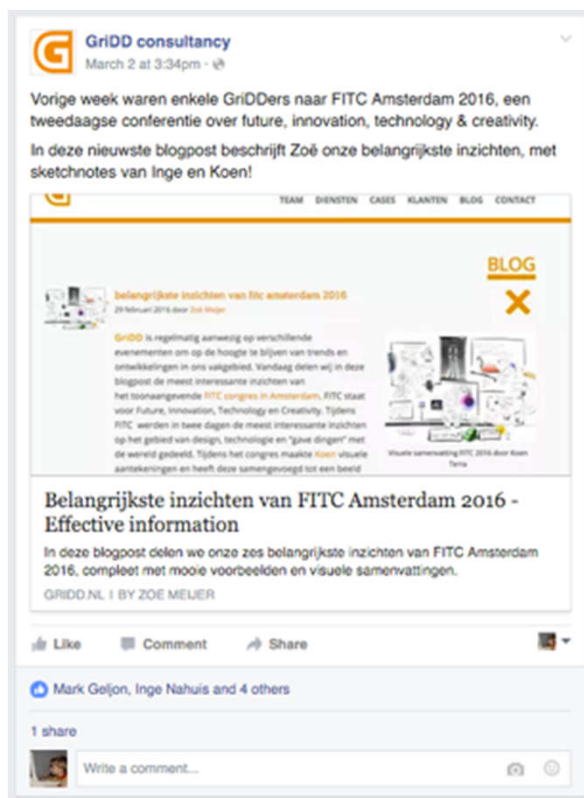 GriDD consultancy
March 2 at 3:34pm ·
Vorige week waren enkele GriDDers naar FITC Amsterdam 2016, een
tweedaagse conferentie over future, innovation, technology & creativity.
In deze nieuwste blogpost beschrijft Zoë onze belangrijkste inzichten, met
sketchnotes van Inge en Koen!
TEAM DIENSTEN CASES KLANTEN BLOG CONTACT
BLOG
belangrijkste inzichten van fitc amsterdam 2016
29 februari 2016 door Zoë Meijer
GriDD is regelmatig aanwezig op verschillende
evenementen om op de hoogte te blijven van trends en
ontwikkelingen in ons vakgebied. Vandaag delen wij in deze
blogpost de meest interessante inzichten van
het toonaangevende FITC congres in Amsterdam. FITC staat
voor Future, Innovation, Technology en Creativity. Tijdens
FITC werden in twee dagen de meest interessante inzichten
op het gebied van design, technologie en "gave dingen" met
de wereld gedeeld. Tijdens het congres maakte Koen visuele
aantekeningen en heeft deze samengevoegd tot een beeld
Visuele samenvatting FITC 2016 door Koen
Terra
Belangrijkste inzichten van FITC Amsterdam 2016 -
Effective information
In deze blogpost delen we onze zes belangrijkste inzichten van FITC Amsterdam
2016, compleet met mooie voorbeelden en visuele samenvattingen.
GRIDD.NL | BY ZOË MEIJER
Like Comment Share
Mark Geljon, Inge Nahuis and 4 others
1 share
Write a comment...